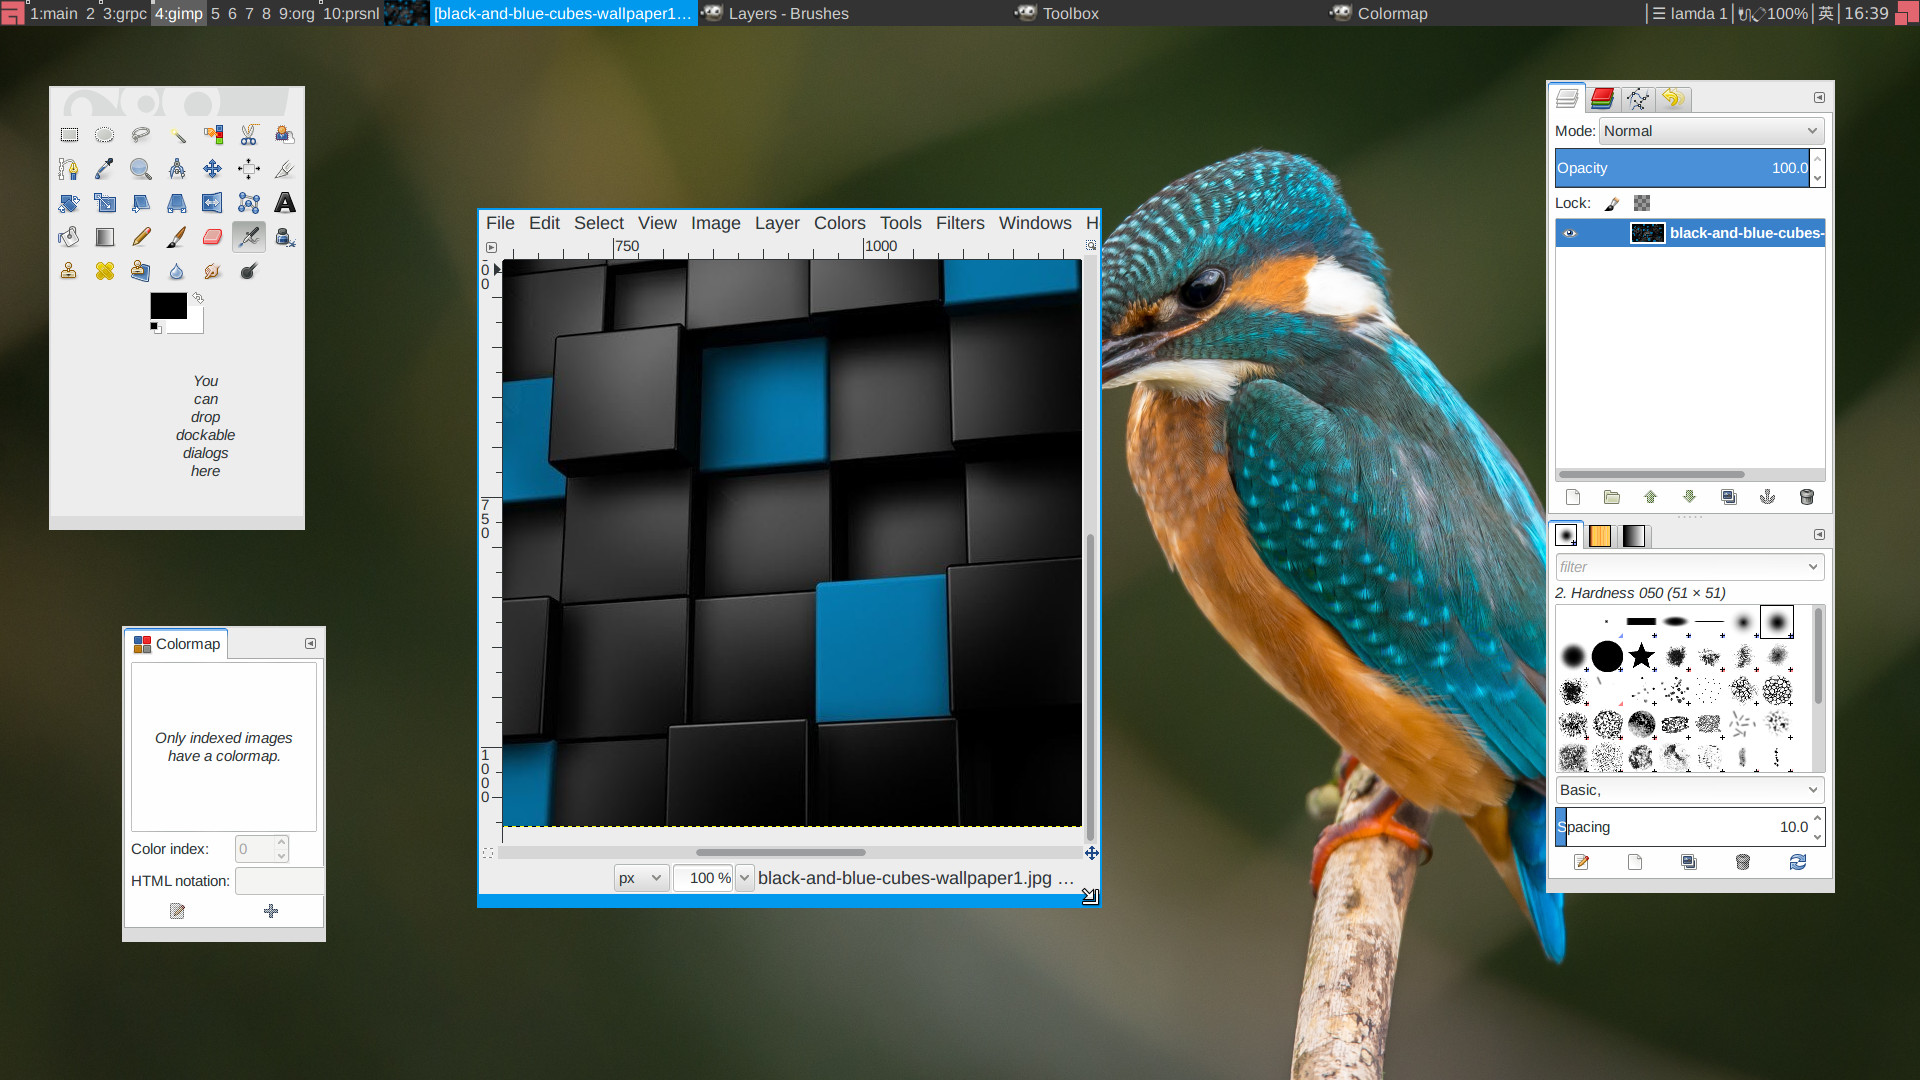 1:main 2 3:grpc 4:gimp 5 6 7 8 9:org 10:prsnl [black-and-blue-cubes-wallpaper1… Layers - Brushes Toolbox Colormap lamda 1 100% 英 16:39
You
can
drop
dockable
dialogs
here
Colormap
Only indexed images
have a colormap.
Color index: 0
HTML notation:
File Edit Select View Image Layer Colors Tools Filters Windows H
750 1000
0
0
7
5
0
1
0
0
0
px 100 % black-and-blue-cubes-wallpaper1.jpg …
Mode: Normal
Opacity 100.0
Lock:
black-and-blue-cubes-
filter
2. Hardness 050 (51 × 51)
Basic,
Spacing 10.0